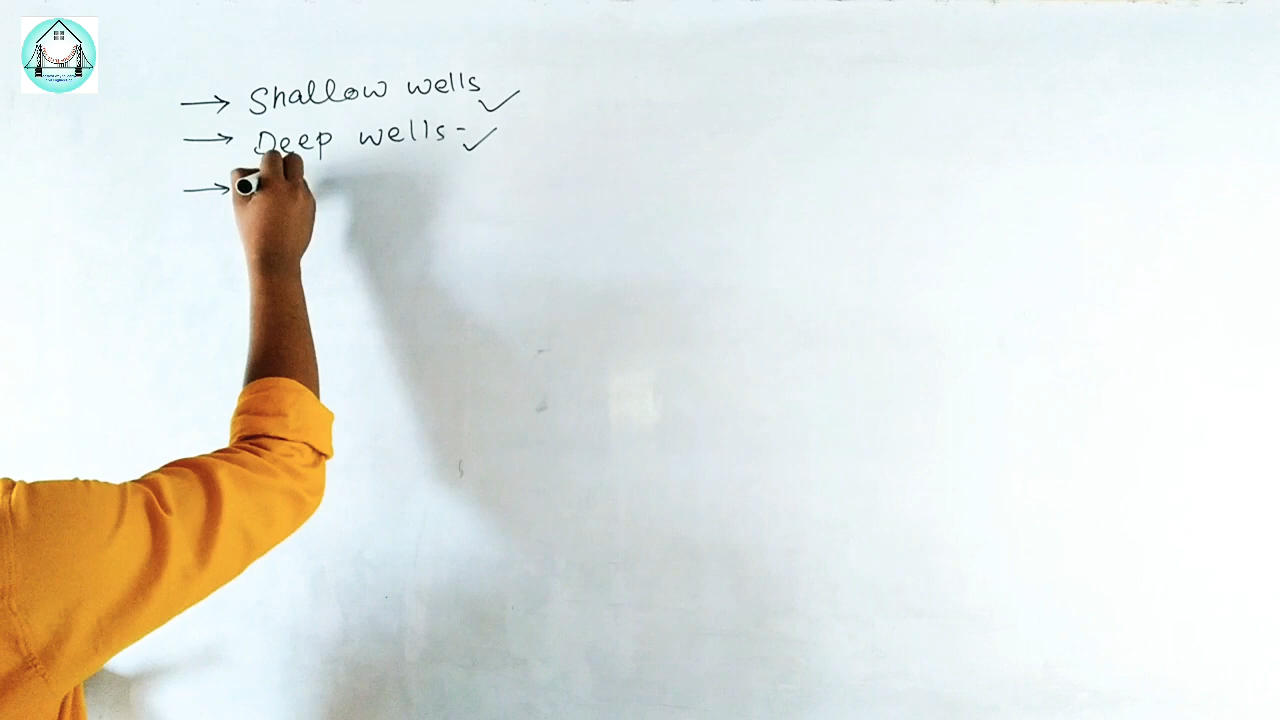 → Shallow wells ✓
→ Deep wells - ✓
→